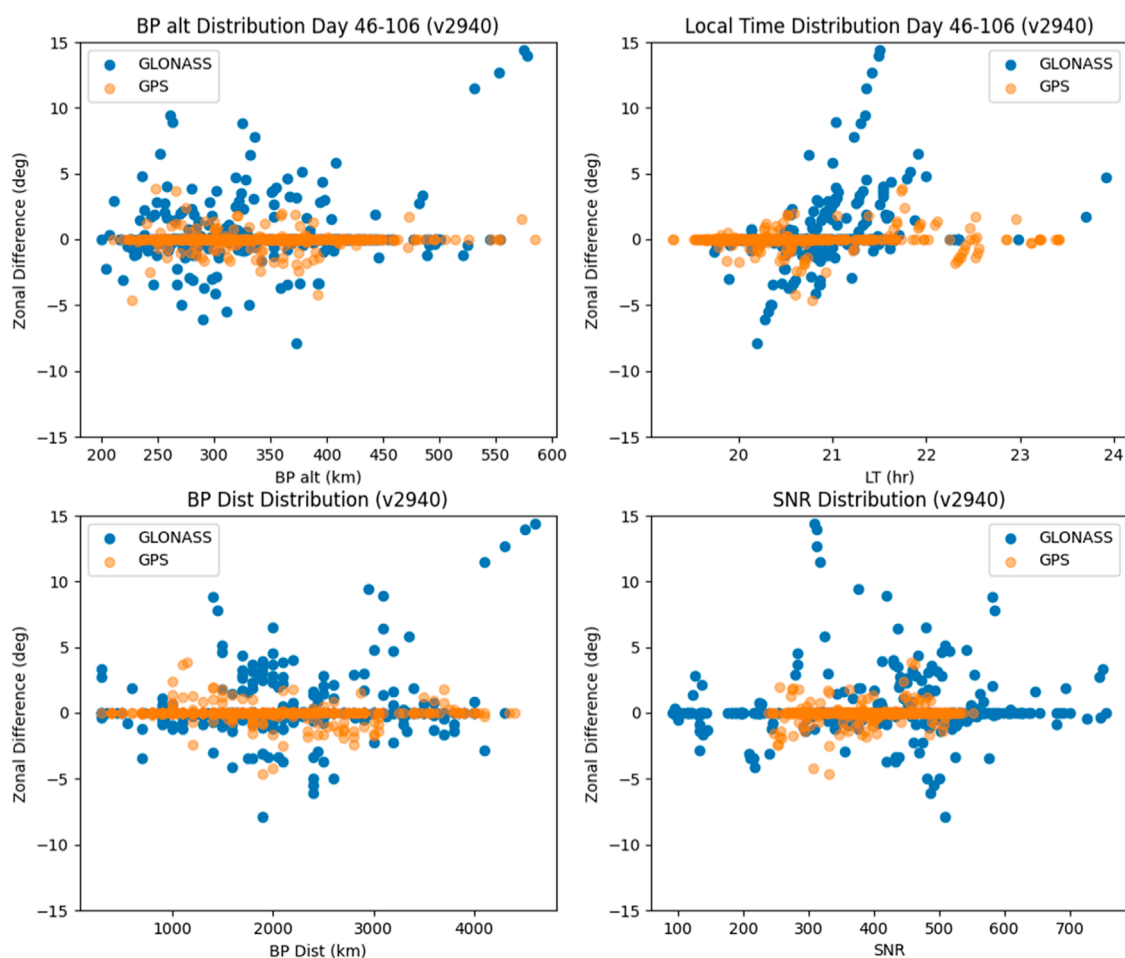 BP alt Distribution Day 46-106 (v2940)
GLONASS
GPS
Zonal Difference (deg)
15
10
5
0
−5
−10
−15
200 250 300 350 400 450 500 550 600
BP alt (km)
Local Time Distribution Day 46-106 (v2940)
GLONASS
GPS
Zonal Difference (deg)
15
10
5
0
−5
−10
−15
20 21 22 23 24
LT (hr)
BP Dist Distribution (v2940)
GLONASS
GPS
Zonal Difference (deg)
15
10
5
0
−5
−10
−15
1000 2000 3000 4000
BP Dist (km)
SNR Distribution (v2940)
GLONASS
GPS
Zonal Difference (deg)
15
10
5
0
−5
−10
−15
100 200 300 400 500 600 700
SNR